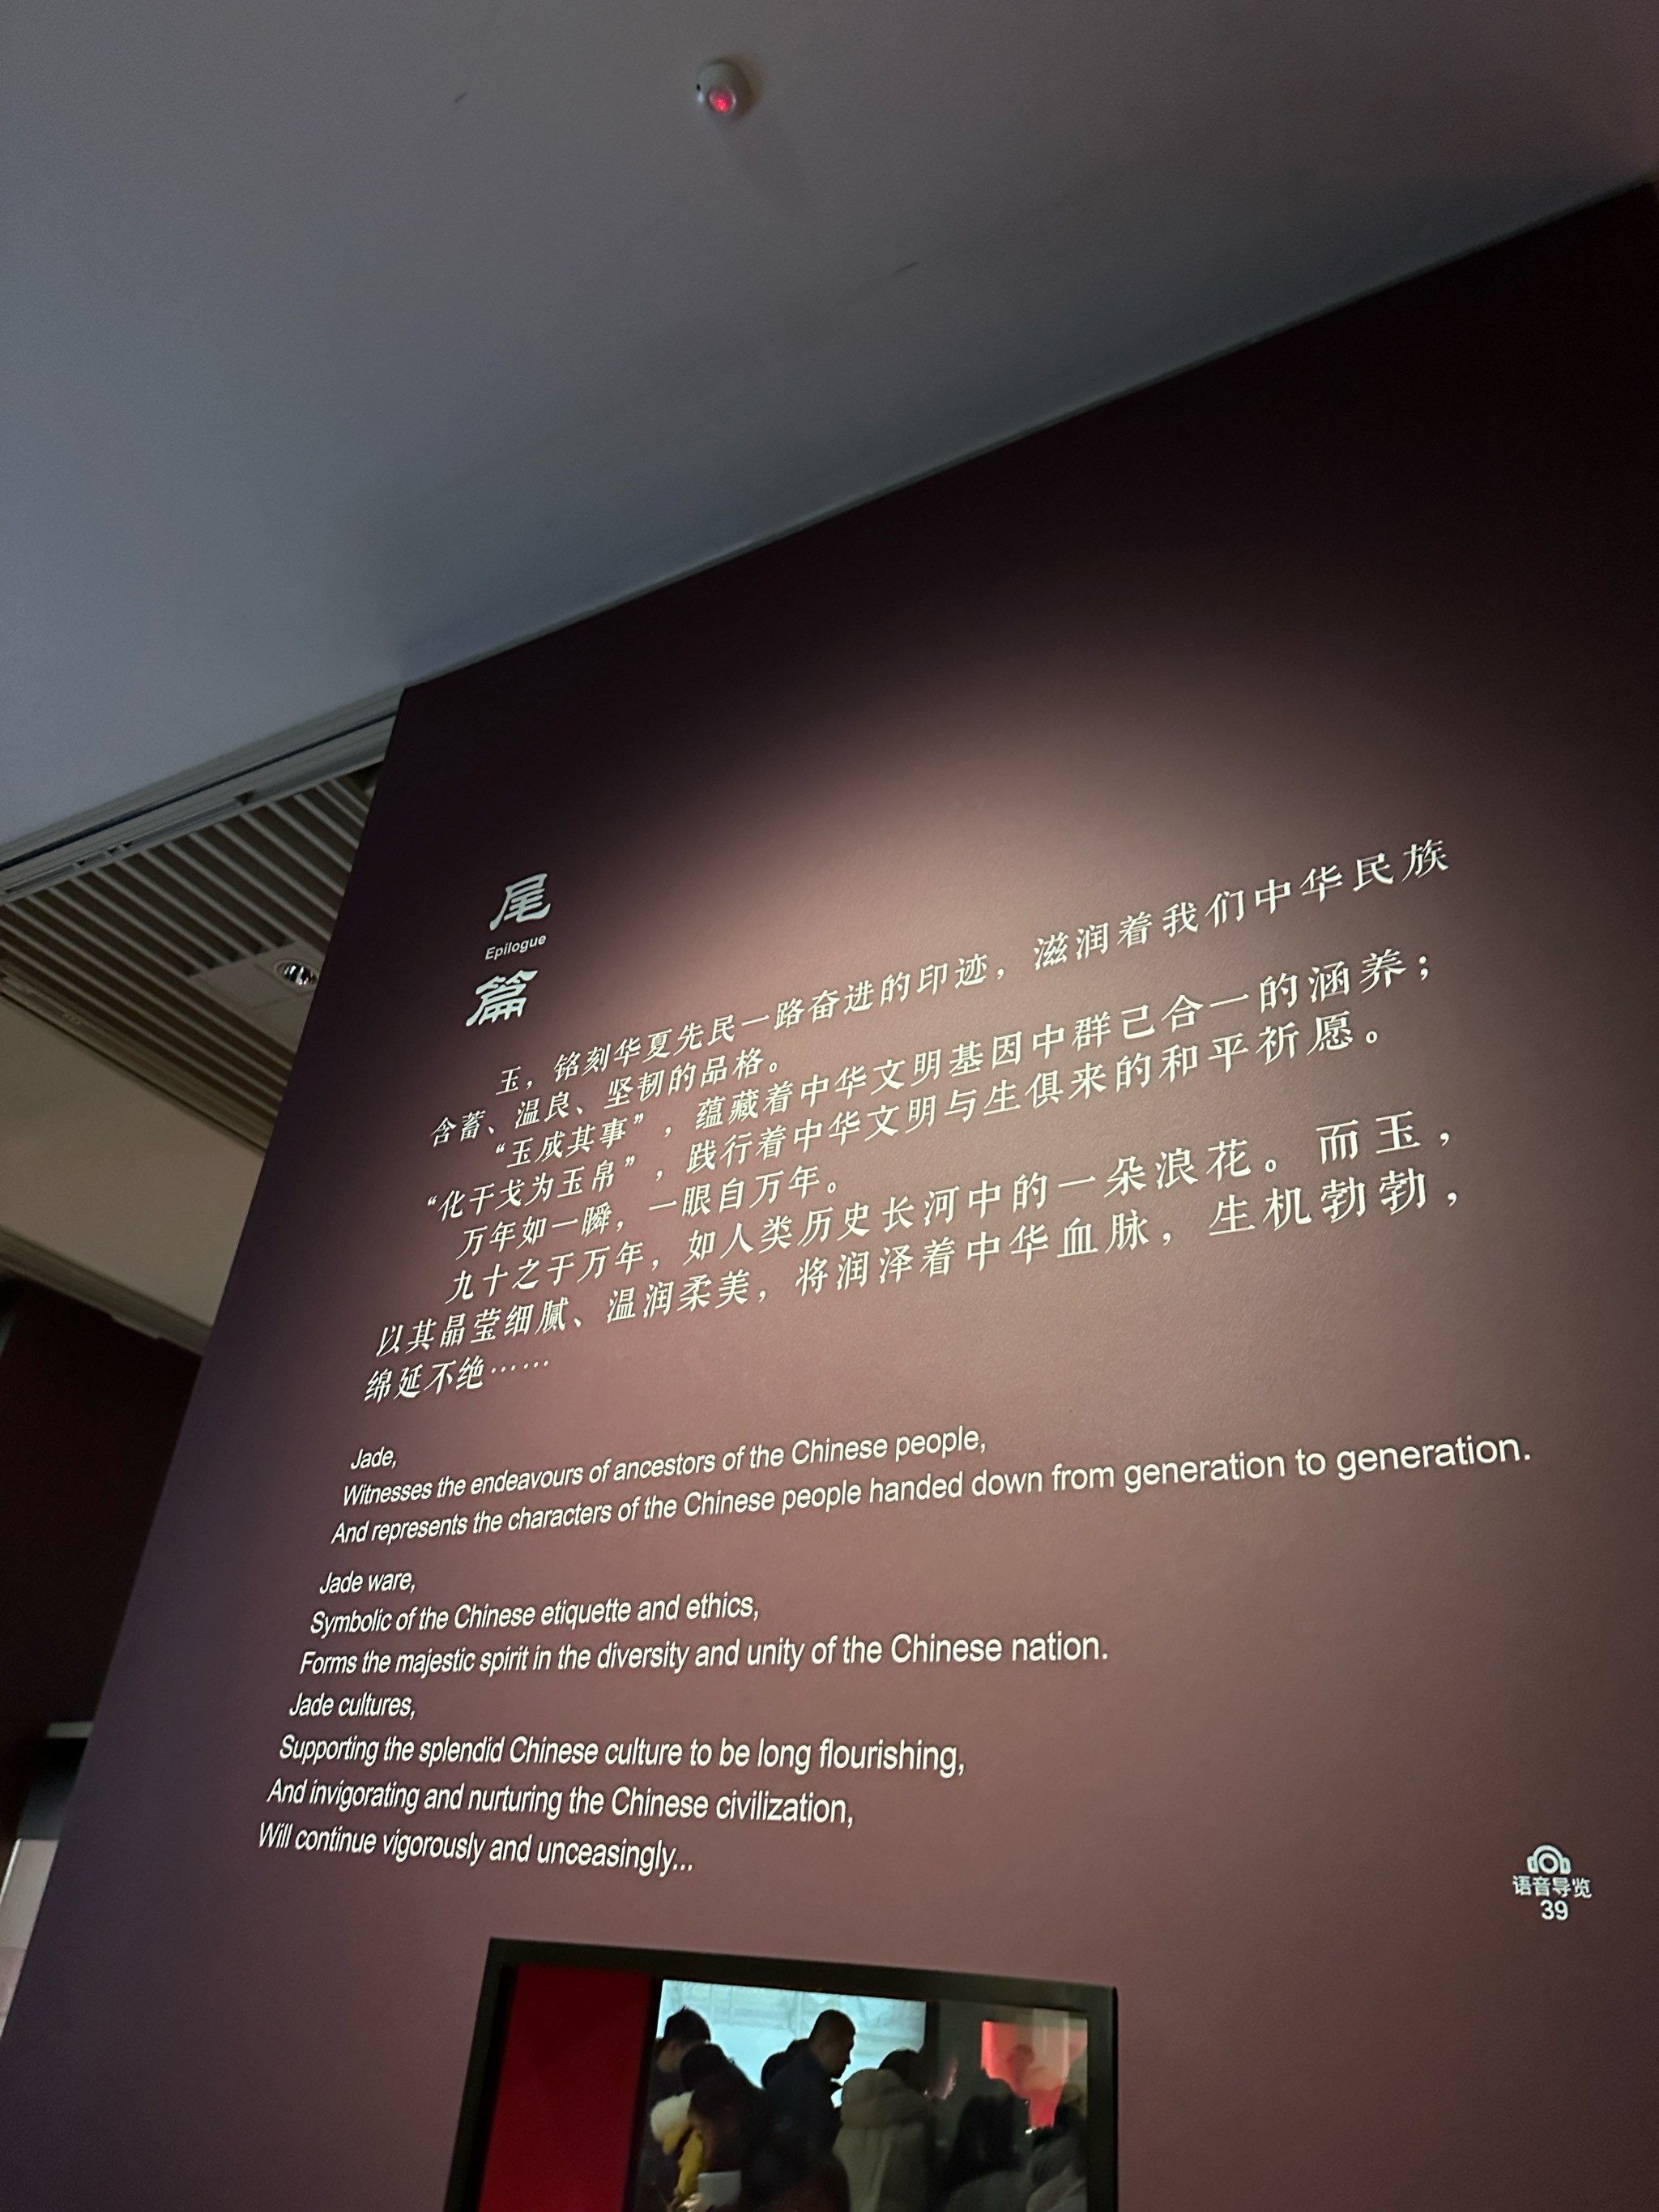 尾
Epilogue
篇
玉，铭刻华夏先民一路奋进的印迹，滋润着我们中华民族
含蓄、温良、坚韧的品格。
“玉成其事”，蕴藏着中华文明基因中群己合一的涵养；
“化干戈为玉帛”，践行着中华文明与生俱来的和平祈愿。
万年如一瞬，一眼自万年。
九十之于万年，如人类历史长河中的一朵浪花。而玉，
以其晶莹细腻、温润柔美，将润泽着中华血脉，生机勃勃，
绵延不绝……
Jade,
Witnesses the endeavours of ancestors of the Chinese people,
And represents the characters of the Chinese people handed down from generation to generation.
Jade ware,
Symbolic of the Chinese etiquette and ethics,
Forms the majestic spirit in the diversity and unity of the Chinese nation.
Jade cultures,
Supporting the splendid Chinese culture to be long flourishing,
And invigorating and nurturing the Chinese civilization,
Will continue vigorously and unceasingly...
语音导览
39